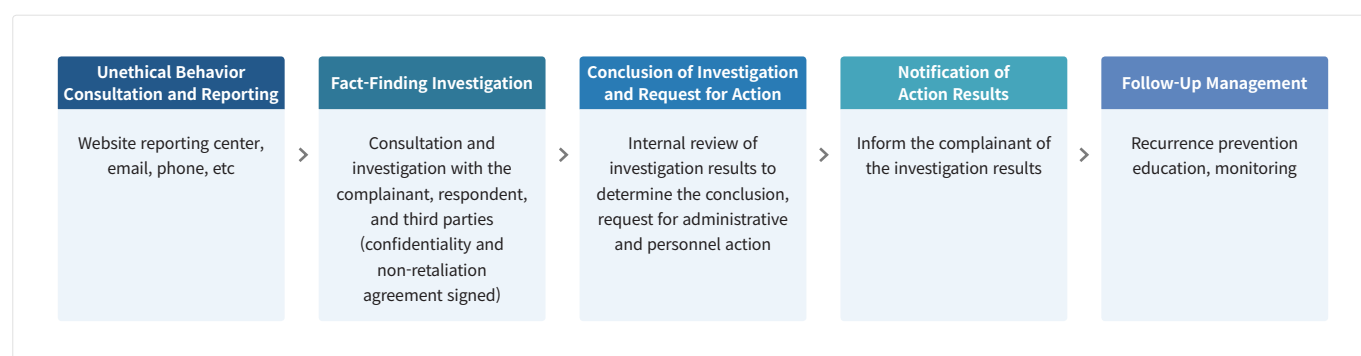 Unethical Behavior
Consultation and Reporting
Website reporting center,
email, phone, etc
Fact-Finding Investigation
Consultation and
investigation with the
complainant, respondent,
and third parties
(confidentiality and
non-retaliation
agreement signed)
Conclusion of Investigation
and Request for Action
Internal review of
investigation results to
determine the conclusion,
request for administrative
and personnel action
Notification of
Action Results
Inform the complainant of
the investigation results
Follow-Up Management
Recurrence prevention
education, monitoring